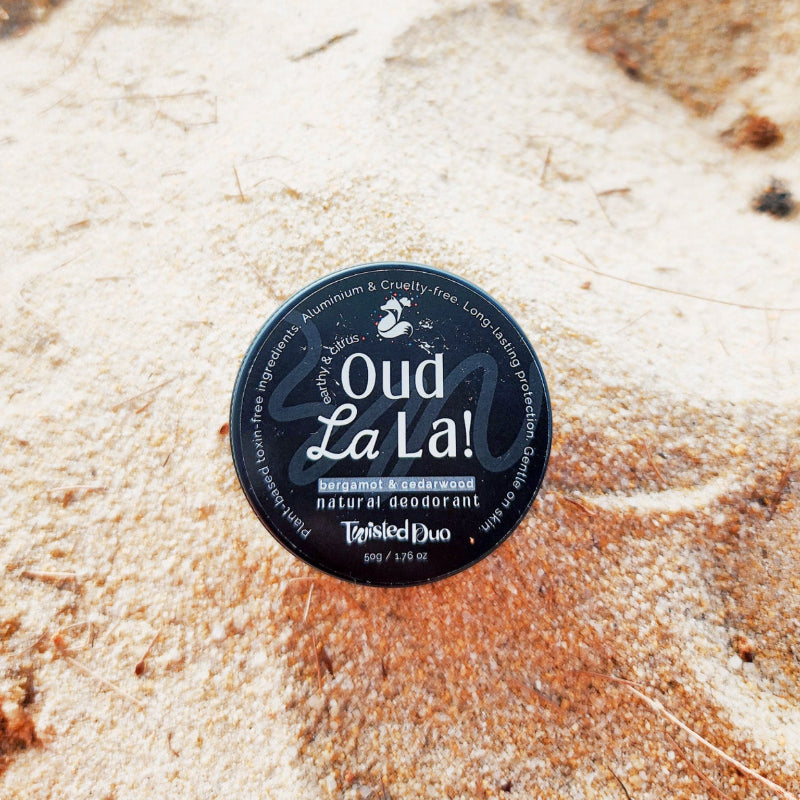 Plant-based toxin-free ingredients. Aluminium & Cruelty-free. Long-lasting protection. Gentle on skin.
earthy & citrus
Oud
La La!
bergamot & cedarwood
natural deodorant
Twisted Duo
50g / 1.76 oz